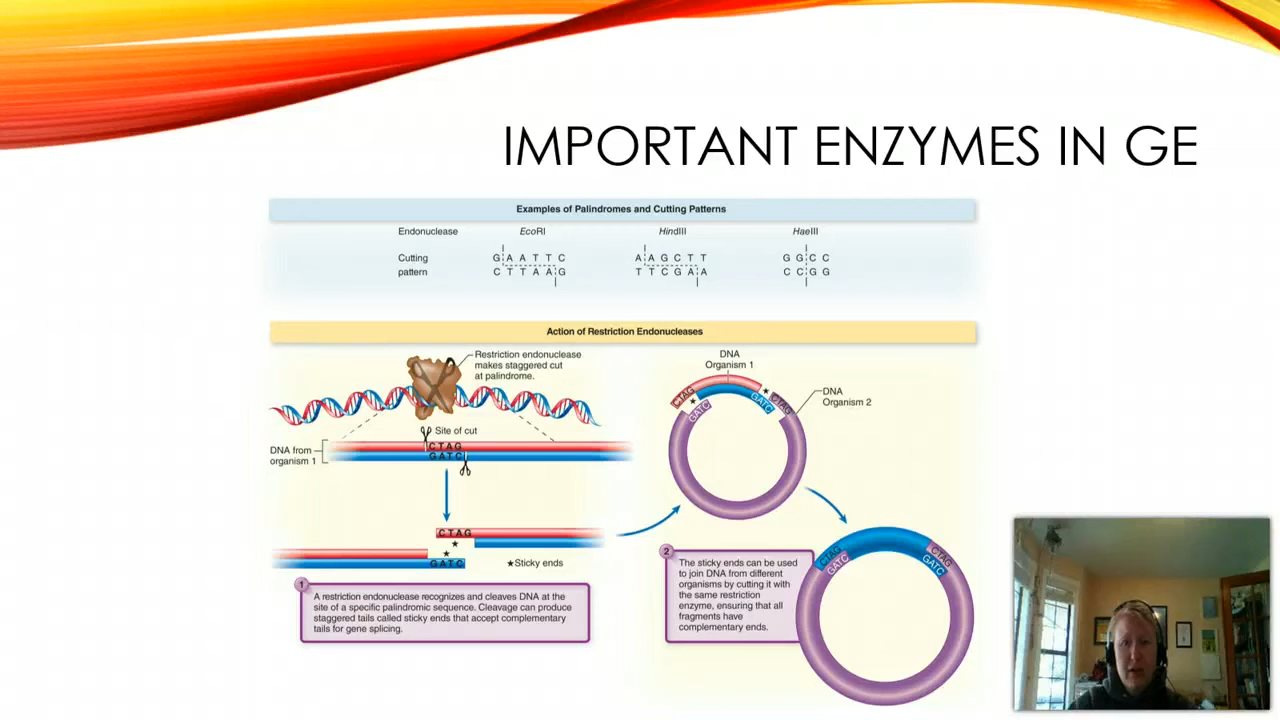 IMPORTANT ENZYMES IN GE
Examples of Palindromes and Cutting Patterns
Endonuclease EcoRI HindIII HaeIII
Cutting G A A T T C A A G C T T G G C C
pattern C T T A A G T T C G A A C C G G
Action of Restriction Endonucleases
Restriction endonuclease
makes staggered cut
at palindrome.
Site of cut
DNA from
organism 1
C T A G
G A T C
C T A G
G A T C
★Sticky ends
1
A restriction endonuclease recognizes and cleaves DNA at the
site of a specific palindromic sequence. Cleavage can produce
staggered tails called sticky ends that accept complementary
tails for gene splicing.
DNA
Organism 1
DNA
Organism 2
CTAG
GATC
GATC
CTAG
2
The sticky ends can be used
to join DNA from different
organisms by cutting it with
the same restriction
enzyme, ensuring that all
fragments have
complementary ends.
CTAG
GATC
CTAG
GATC